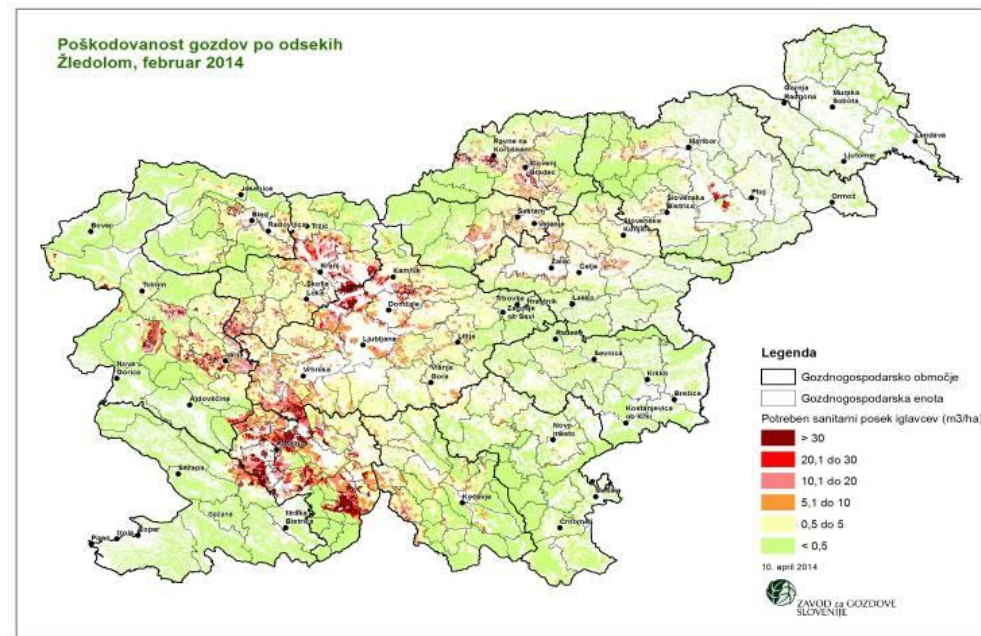 Poškodovanost gozdov po odsekih
Žledolom, februar 2014
Gornja
Radgona
Murska
Sobota
Lendava
Ljutomer
Ormož
Ptuj
Maribor
Ravne na
Koroškem
Slovenj
Gradec
Slovenska
Bistrica
Slovenske
Konjice
Šoštanj
Velenje
Žalec
Celje
Jesenice
Bled
Radovljica
Tržič
Bovec
Kranj
Kamnik
Škofja
Loka
Tolmin
Domžale
Trbovlje
Hrastnik
Zagorje
ob Savi
Laško
Radeče
Ljubljana
Litija
Sevnica
Idrija
Vrhnika
Višnja
Gora
Nova
Gorica
Krško
Brežice
Ajdovščina
Kostanjevica
ob Krki
Novo
mesto
Sežana
Sežana
Kočevje
Črnomelj
Ilirska
Bistrica
Koper
Izola
Piran
Legenda
Gozdnogospodarsko območje
Gozdnogospodarska enota
Potreben sanitarni posek iglavcev (m3/ha)
> 30
20,1 do 30
10,1 do 20
5,1 do 10
0,5 do 5
< 0,5
10. april 2014
ZAVOD za GOZDOVE
SLOVENIJE